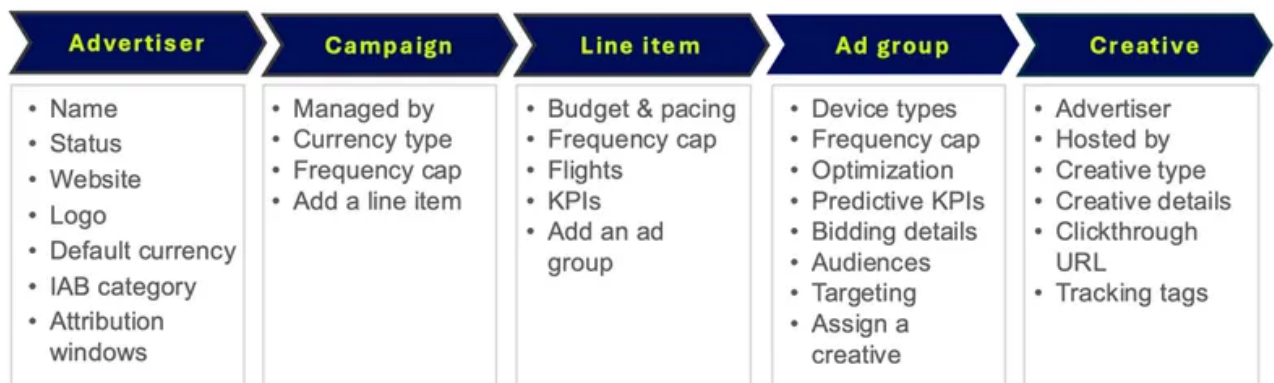 Advertiser
• Name
• Status
• Website
• Logo
• Default currency
• IAB category
• Attribution
windows
Campaign
• Managed by
• Currency type
• Frequency cap
• Add a line item
Line item
• Budget & pacing
• Frequency cap
• Flights
• KPIs
• Add an ad
group
Ad group
• Device types
• Frequency cap
• Optimization
• Predictive KPIs
• Bidding details
• Audiences
• Targeting
• Assign a
creative
Creative
• Advertiser
• Hosted by
• Creative type
• Creative details
• Clickthrough
URL
• Tracking tags